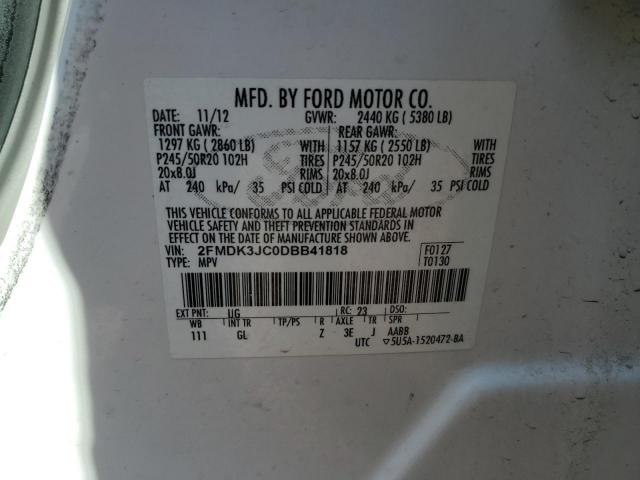 MFD. BY FORD MOTOR CO.
DATE: 11/12 GVWR: 2440 KG ( 5380 LB)
FRONT GAWR: REAR GAWR:
1297 KG ( 2860 LB) WITH 1157 KG ( 2550 LB) WITH
P245/50R20 102H TIRES P245/50R20 102H TIRES
20x8.0J RIMS 20x8.0J RIMS
AT 240 kPa/ 35 PSI COLD AT 240 kPa/ 35 PSI COLD
THIS VEHICLE CONFORMS TO ALL APPLICABLE FEDERAL MOTOR
VEHICLE SAFETY AND THEFT PREVENTION STANDARDS IN
EFFECT ON THE DATE OF MANUFACTURE SHOWN ABOVE.
VIN: 2FMDK3JC0DBB41818 F0127
TYPE: MPV T0130
EXT PNT: UG RC: 23 DSO:
WB INT TR TP/PS R AXLE TR SPR
111 GL Z 3E J AABB
UTC ▽5U5A-1520472-BA